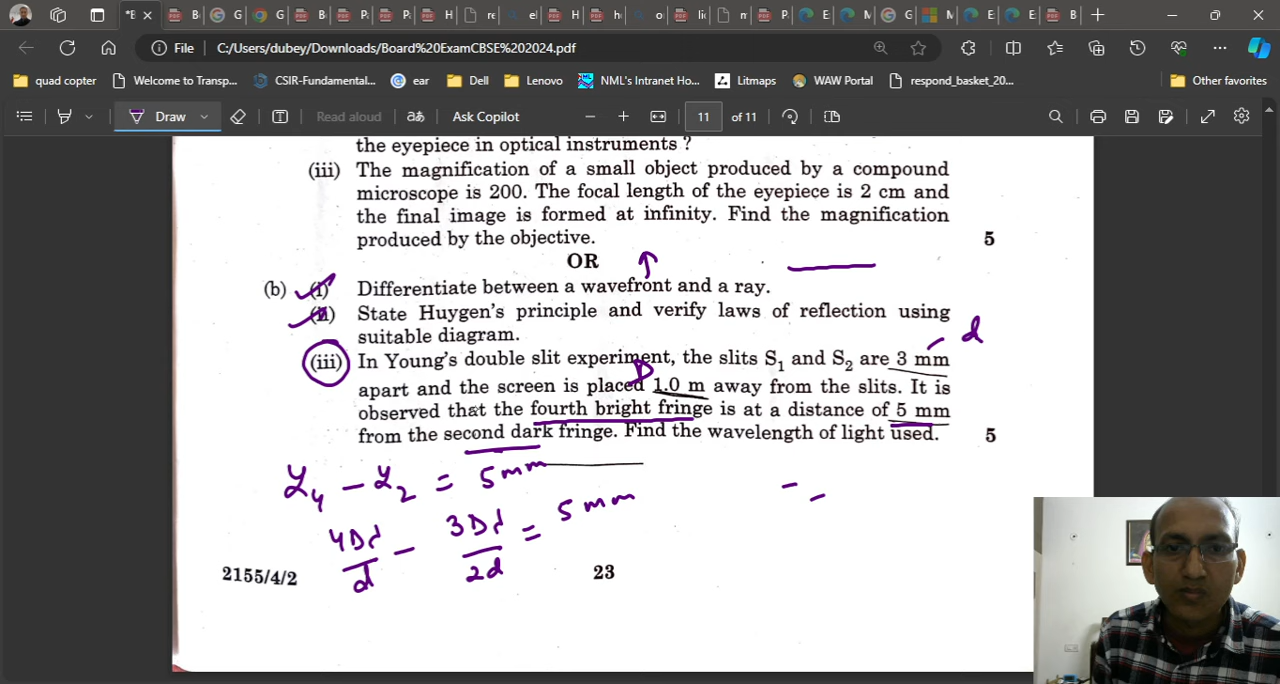 File C:/Users/dubey/Downloads/Board%20ExamCBSE%202024.pdf
quad copter Welcome to Transp... CSIR-Fundamental... ear Dell Lenovo NML's Intranet Ho... Litmaps WAW Portal respond_basket_20... Other favorites
Draw Read aloud Ask Copilot 11 of 11
the eyepiece in optical instruments ?
(iii) The magnification of a small object produced by a compound
microscope is 200. The focal length of the eyepiece is 2 cm and
the final image is formed at infinity. Find the magnification
produced by the objective. 5
OR
(b) (i) Differentiate between a wavefront and a ray.
(ii) State Huygen's principle and verify laws of reflection using
suitable diagram.
d
(iii) In Young's double slit experiment, the slits S₁ and S₂ are 3 mm
D
apart and the screen is placed 1.0 m away from the slits. It is
observed that the fourth bright fringe is at a distance of 5 mm
from the second dark fringe. Find the wavelength of light used. 5
4Dλ/d − 3Dλ/2d = 5mm
2155/4/2 23